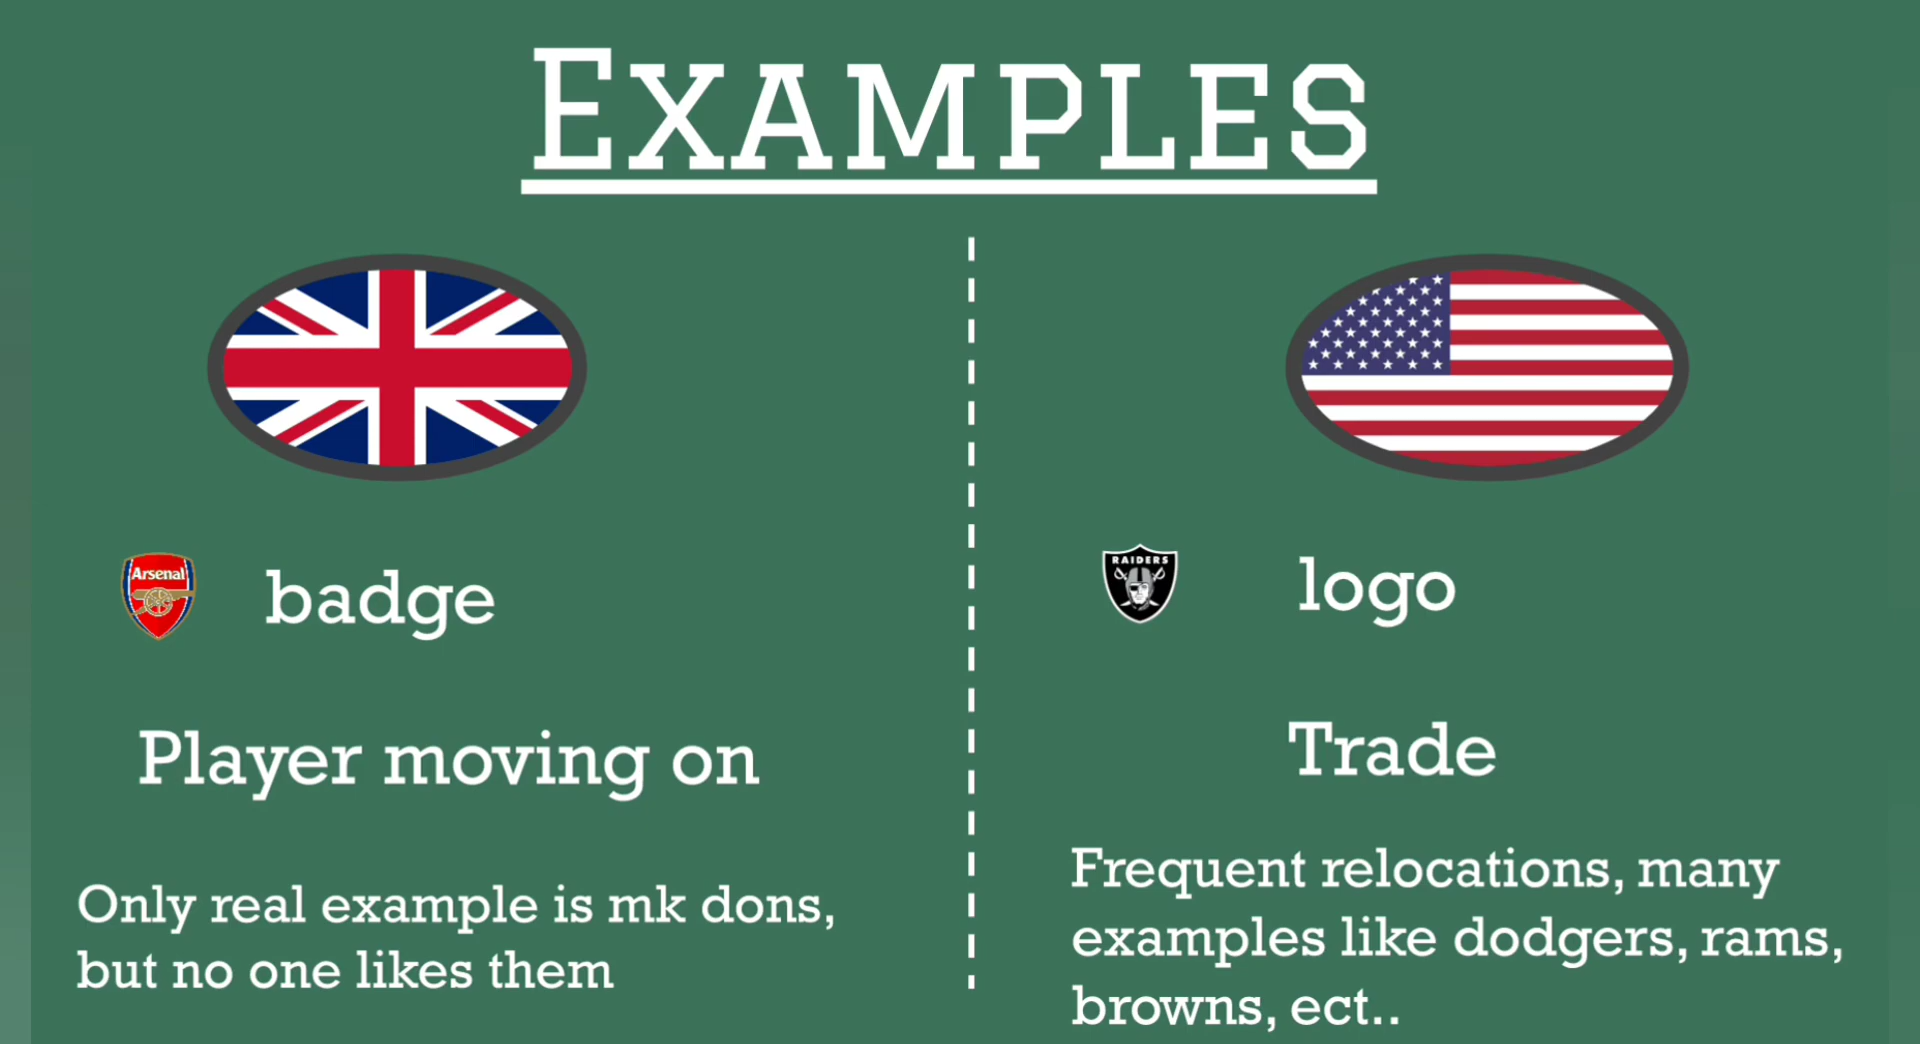 EXAMPLES
Arsenal
badge
Player moving on
Only real example is mk dons,
but no one likes them
RAIDERS
logo
Trade
Frequent relocations, many
examples like dodgers, rams,
browns, ect..